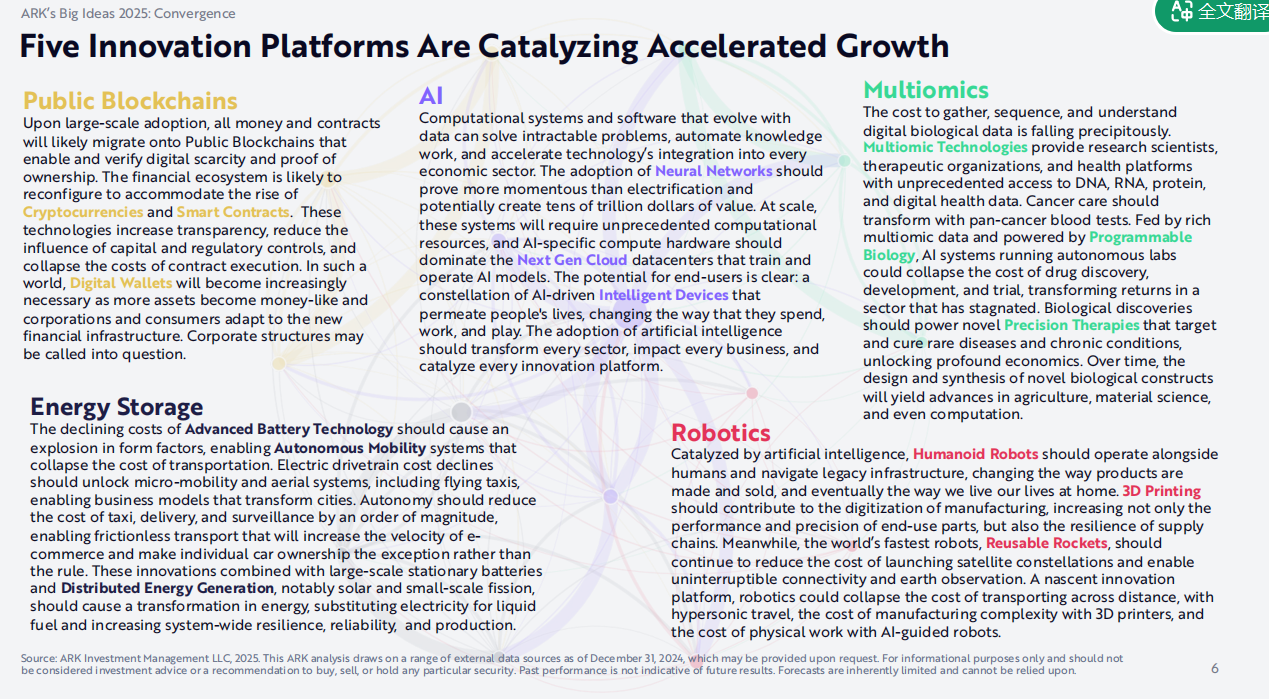 ARK's Big Ideas 2025: Convergence
全文翻译
Five Innovation Platforms Are Catalyzing Accelerated Growth
Public Blockchains
Upon large-scale adoption, all money and contracts
will likely migrate onto Public Blockchains that
enable and verify digital scarcity and proof of
ownership. The financial ecosystem is likely to
reconfigure to accommodate the rise of
Cryptocurrencies and Smart Contracts.  These
technologies increase transparency, reduce the
influence of capital and regulatory controls, and
collapse the costs of contract execution. In such a
world, Digital Wallets will become increasingly
necessary as more assets become money-like and
corporations and consumers adapt to the new
financial infrastructure. Corporate structures may
be called into question.
AI
Computational systems and software that evolve with
data can solve intractable problems, automate knowledge
work, and accelerate technology's integration into every
economic sector. The adoption of Neural Networks should
prove more momentous than electrification and
potentially create tens of trillion dollars of value. At scale,
these systems will require unprecedented computational
resources, and AI-specific compute hardware should
dominate the Next Gen Cloud datacenters that train and
operate AI models. The potential for end-users is clear: a
constellation of AI-driven Intelligent Devices that
permeate people's lives, changing the way that they spend,
work, and play. The adoption of artificial intelligence
should transform every sector, impact every business, and
catalyze every innovation platform.
Multiomics
The cost to gather, sequence, and understand
digital biological data is falling precipitously.
Multiomic Technologies provide research scientists,
therapeutic organizations, and health platforms
with unprecedented access to DNA, RNA, protein,
and digital health data. Cancer care should
transform with pan-cancer blood tests. Fed by rich
multiomic data and powered by Programmable
Biology, AI systems running autonomous labs
could collapse the cost of drug discovery,
development, and trial, transforming returns in a
sector that has stagnated. Biological discoveries
should power novel Precision Therapies that target
and cure rare diseases and chronic conditions,
unlocking profound economics. Over time, the
design and synthesis of novel biological constructs
will yield advances in agriculture, material science,
and even computation.
Energy Storage
The declining costs of Advanced Battery Technology should cause an
explosion in form factors, enabling Autonomous Mobility systems that
collapse the cost of transportation. Electric drivetrain cost declines
should unlock micro-mobility and aerial systems, including flying taxis,
enabling business models that transform cities. Autonomy should reduce
the cost of taxi, delivery, and surveillance by an order of magnitude,
enabling frictionless transport that will increase the velocity of e-
commerce and make individual car ownership the exception rather than
the rule. These innovations combined with large-scale stationary batteries
and Distributed Energy Generation, notably solar and small-scale fission,
should cause a transformation in energy, substituting electricity for liquid
fuel and increasing system-wide resilience, reliability,  and production.
Robotics
Catalyzed by artificial intelligence, Humanoid Robots should operate alongside
humans and navigate legacy infrastructure, changing the way products are
made and sold, and eventually the way we live our lives at home. 3D Printing
should contribute to the digitization of manufacturing, increasing not only the
performance and precision of end-use parts, but also the resilience of supply
chains. Meanwhile, the world's fastest robots, Reusable Rockets, should
continue to reduce the cost of launching satellite constellations and enable
uninterruptible connectivity and earth observation. A nascent innovation
platform, robotics could collapse the cost of transporting across distance, with
hypersonic travel, the cost of manufacturing complexity with 3D printers, and
the cost of physical work with AI-guided robots.
Source: ARK Investment Management LLC, 2025. This ARK analysis draws on a range of external data sources as of December 31, 2024, which may be provided upon request. For informational purposes only and should not
be considered investment advice or a recommendation to buy, sell, or hold any particular security. Past performance is not indicative of future results. Forecasts are inherently limited and cannot be relied upon.
6